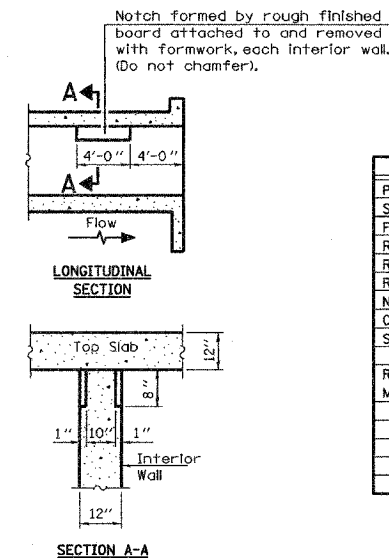 Notch formed by rough finished
board attached to and removed
with formwork, each interior wall.
(Do not chamfer).
A
4'-0" 4'-0"
A
Flow
LONGITUDINAL
SECTION
Top Slab
12"
8"
1" 10" 1"
Interior
Wall
12"
SECTION A-A
P
S
F
R
R
R
N
C
S
R
M